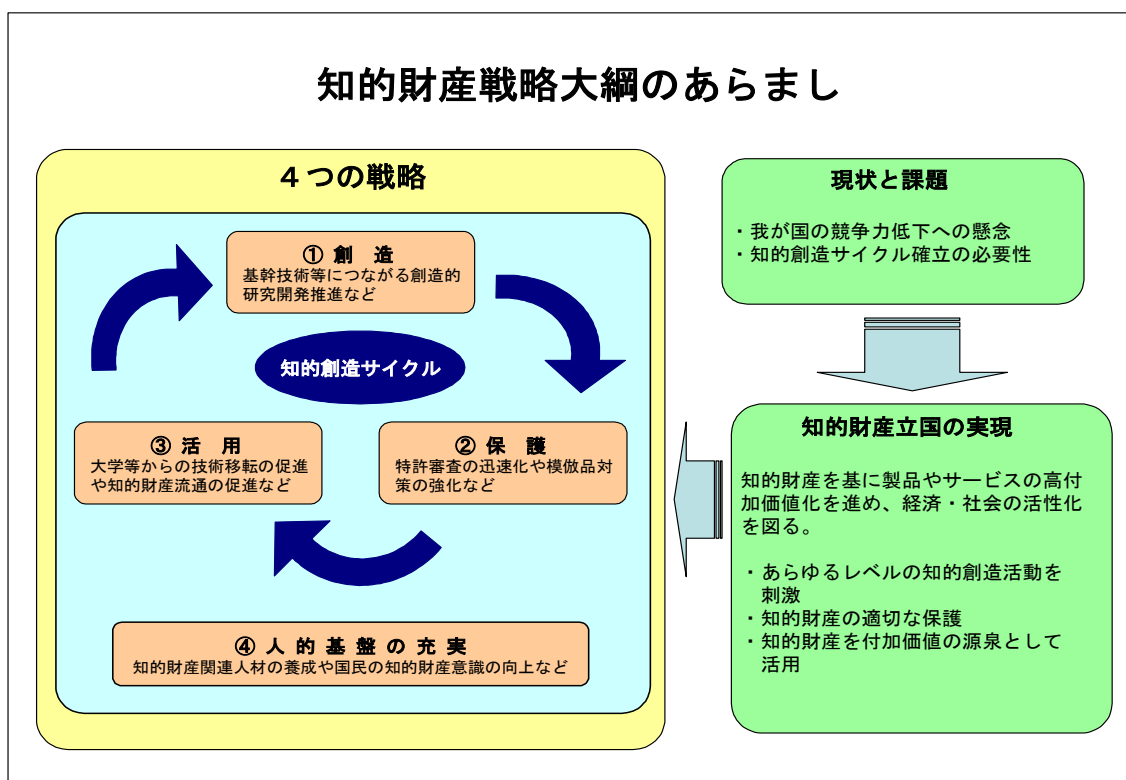 知的財産戦略大綱のあらまし
4つの戦略
① 創　造
基幹技術等につながる創造的
研究開発推進など
知的創造サイクル
③ 活　用
大学等からの技術移転の促進
や知的財産流通の促進など
② 保　護
特許審査の迅速化や模倣品対
策の強化など
④ 人 的 基 盤 の 充 実
知的財産関連人材の養成や国民の知的財産意識の向上など
現状と課題
・我が国の競争力低下への懸念
・知的創造サイクル確立の必要性
知的財産立国の実現
知的財産を基に製品やサービスの高付
加価値化を進め、経済・社会の活性化
を図る。
・あらゆるレベルの知的創造活動を
刺激
・知的財産の適切な保護
・知的財産を付加価値の源泉として
活用